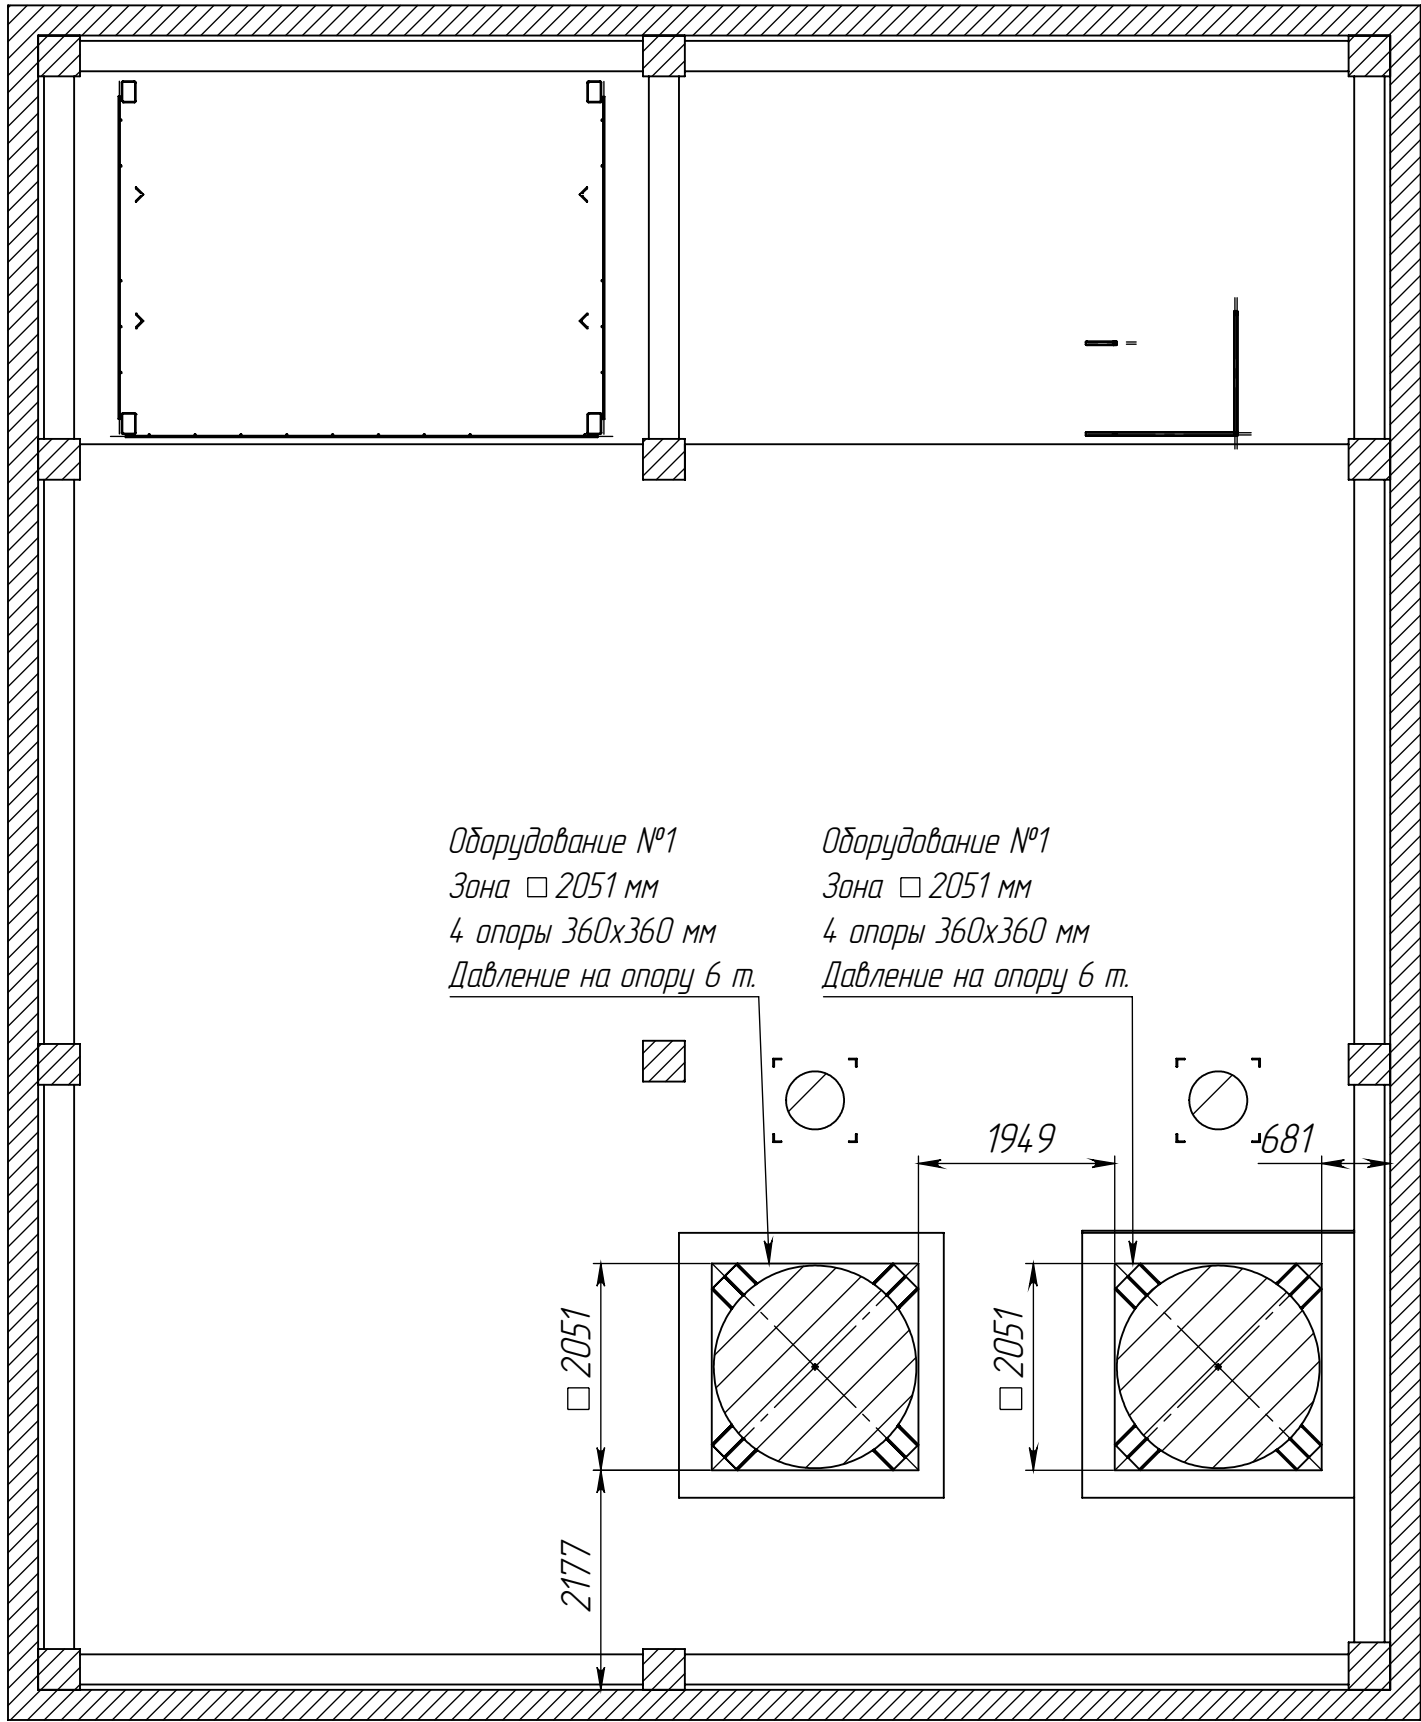 Оборудование №1
Зона □ 2051 мм
4 опоры 360х360 мм
Давление на опору 6 т.
Оборудование №1
Зона □ 2051 мм
4 опоры 360х360 мм
Давление на опору 6 т.
1949
681
□ 2051
□ 2051
2177